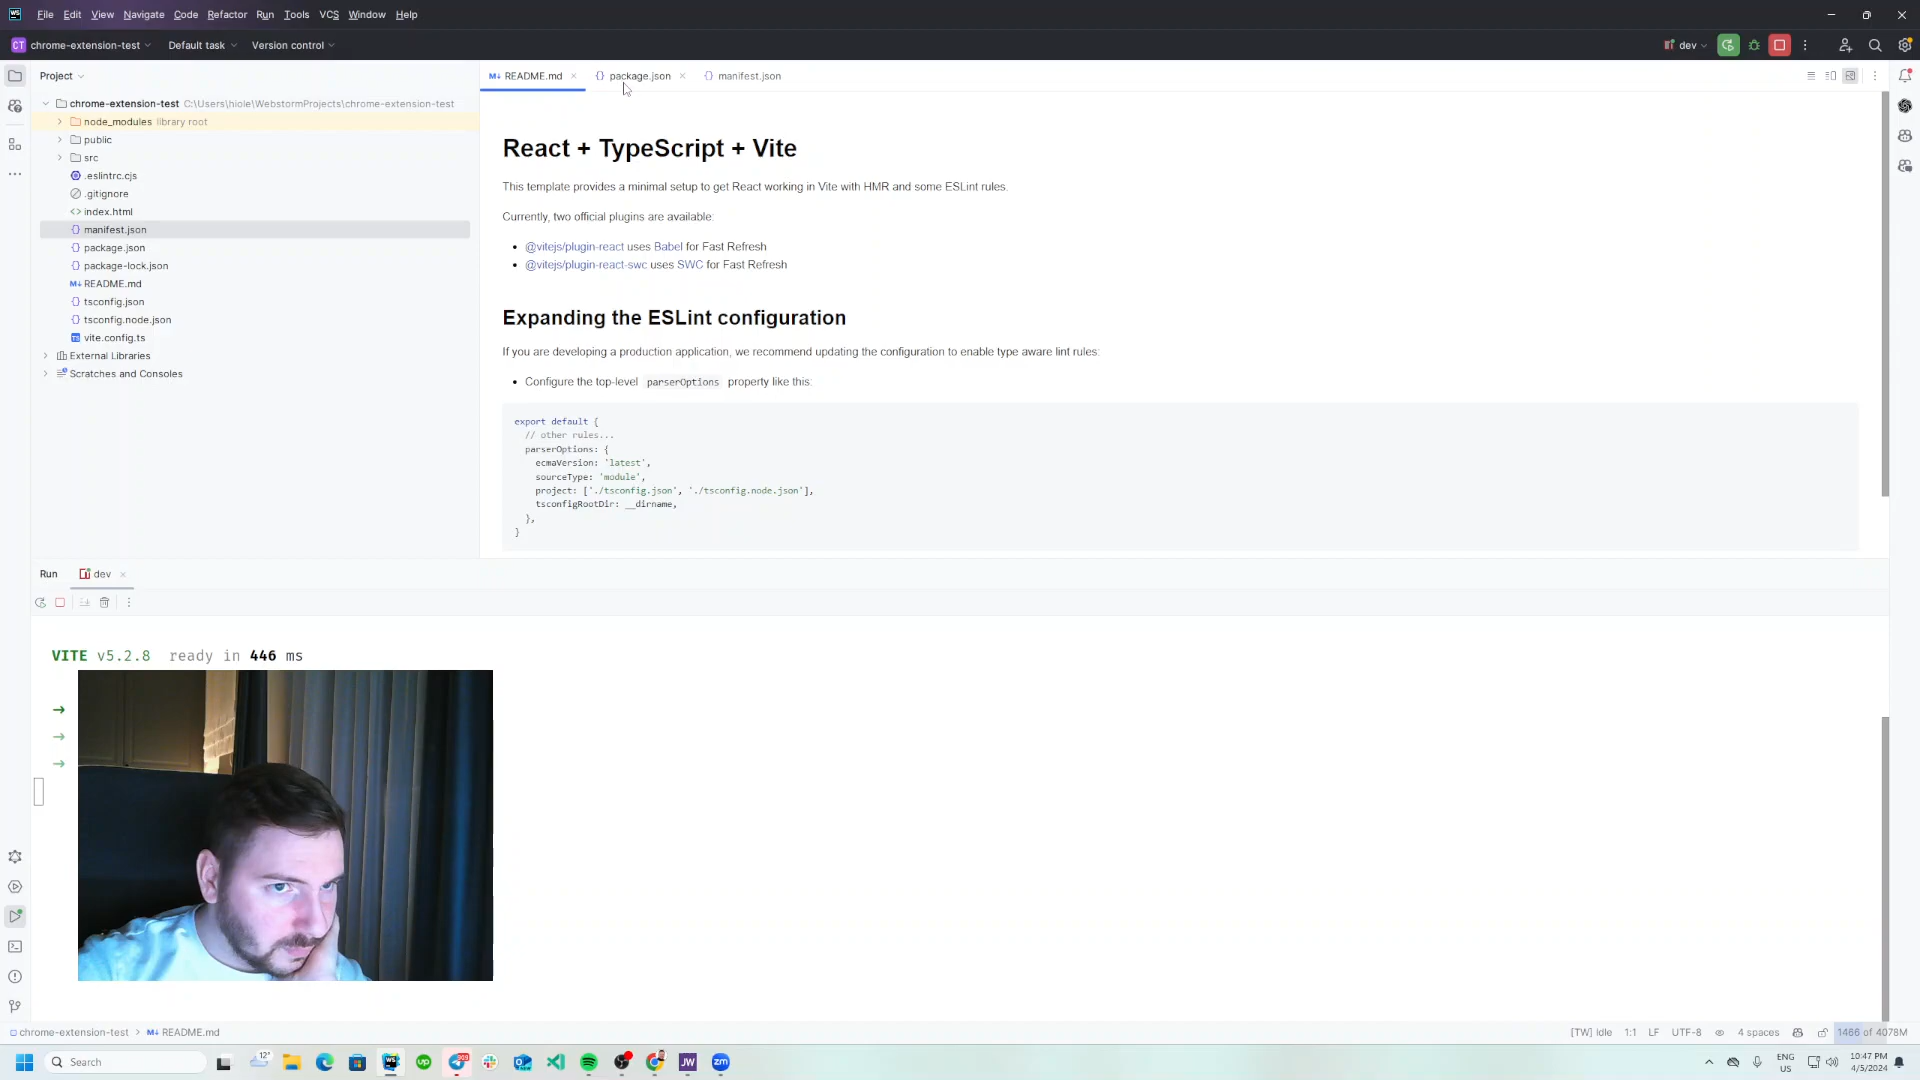 WS File Edit View Navigate Code Refactor Run Tools VCS Window Help
CT chrome-extension-test Default task Version control dev
Project README.md package.json manifest.json
chrome-extension-test C:\Users\hiole\WebstormProjects\chrome-extension-test
node_modules library root
public
src
.eslintrc.cjs
.gitignore
index.html
manifest.json
package.json
package-lock.json
README.md
tsconfig.json
tsconfig.node.json
vite.config.ts
External Libraries
Scratches and Consoles
React + TypeScript + Vite
This template provides a minimal setup to get React working in Vite with HMR and some ESLint rules.
Currently, two official plugins are available:
@vitejs/plugin-react uses Babel for Fast Refresh
@vitejs/plugin-react-swc uses SWC for Fast Refresh
Expanding the ESLint configuration
If you are developing a production application, we recommend updating the configuration to enable type aware lint rules:
Configure the top-level parserOptions property like this:
export default {
// other rules...
parserOptions: {
ecmaVersion: 'latest',
sourceType: 'module',
project: ['./tsconfig.json', './tsconfig.node.json'],
tsconfigRootDir: __dirname,
},
}
Run dev
VITE v5.2.8 ready in 446 ms
chrome-extension-test > README.md
[TW] Idle 1:1 LF UTF-8 4 spaces 1466 of 4078M
Search 12° WS up JW zm
ENG
US
10:47 PM
4/5/2024